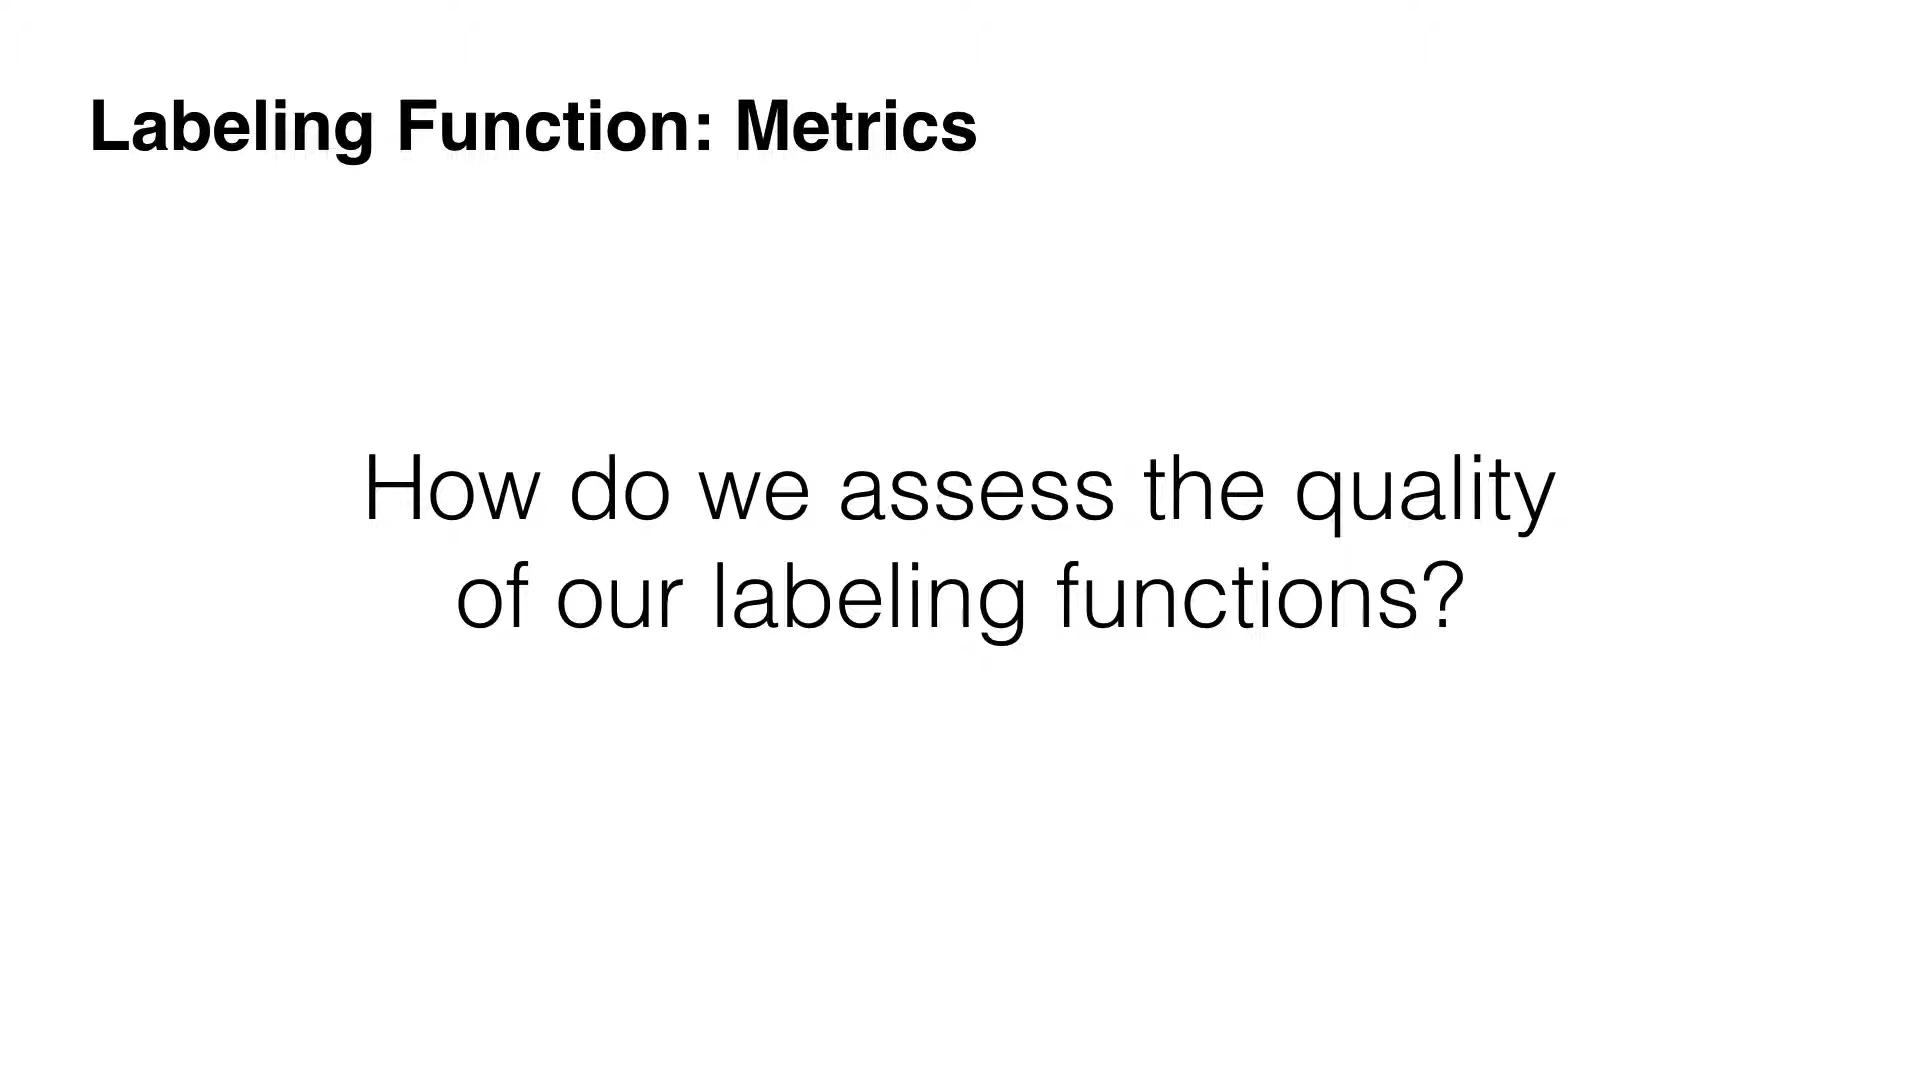 Labeling Function: Metrics
How do we assess the quality
of our labeling functions?